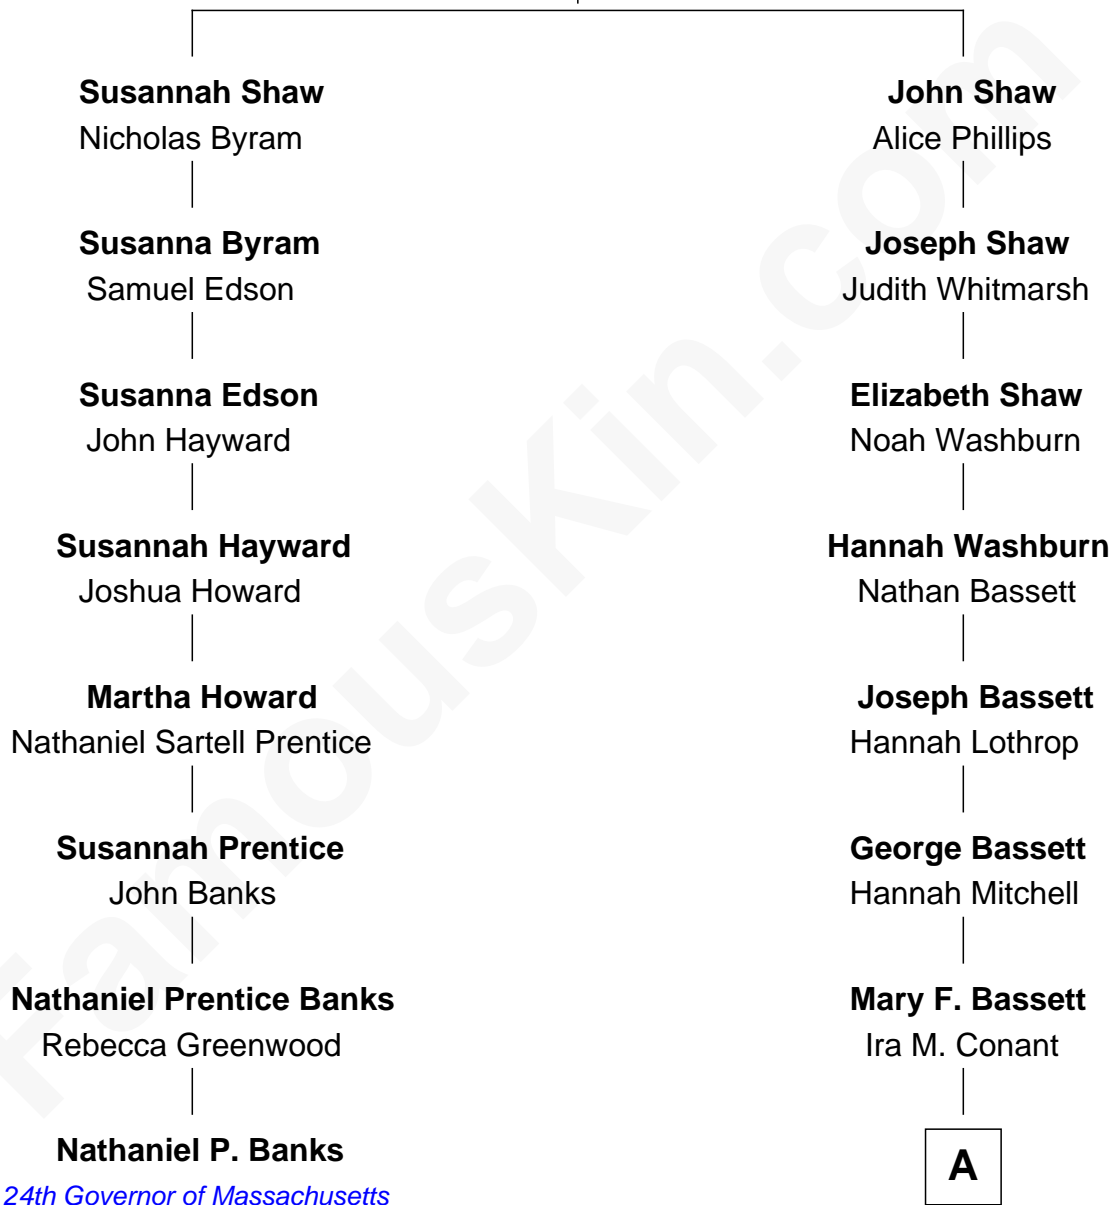 Susannah Shaw
Nicholas Byram
John Shaw
Alice Phillips
Susanna Byram
Samuel Edson
Joseph Shaw
Judith Whitmarsh
Susanna Edson
John Hayward
Elizabeth Shaw
Noah Washburn
Susannah Hayward
Joshua Howard
Hannah Washburn
Nathan Bassett
Martha Howard
Nathaniel Sartell Prentice
Joseph Bassett
Hannah Lothrop
Susannah Prentice
John Banks
George Bassett
Hannah Mitchell
Nathaniel Prentice Banks
Rebecca Greenwood
Mary F. Bassett
Ira M. Conant
Nathaniel P. Banks
24th Governor of Massachusetts
A
FamousKin.com